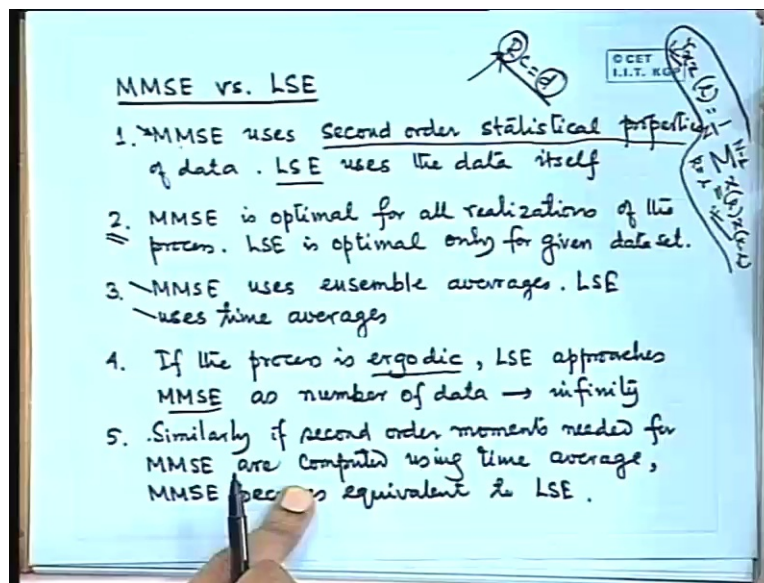 MMSE vs. LSE
© CET
I.I.T. KGP
1. MMSE uses second order statistical properties
of data. LSE uses the data itself
2. MMSE is optimal for all realizations of the
process. LSE is optimal only for given data set.
3. MMSE uses ensemble averages. LSE
uses time averages
4. If the process is ergodic, LSE approaches
MMSE as number of data → infinity
5. Similarly if second order moments needed for
MMSE are computed using time average,
MMSE becomes equivalent to LSE.